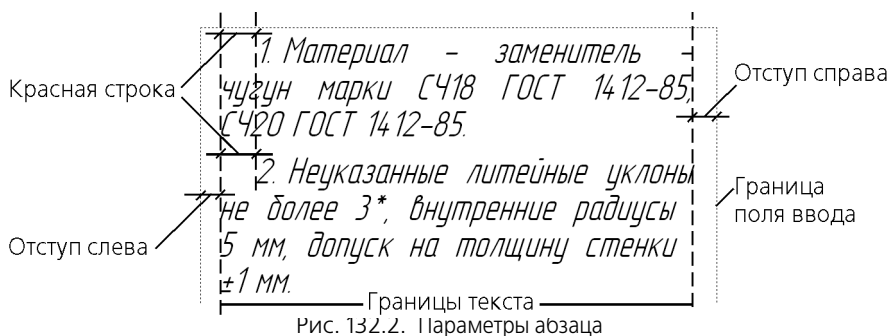 1. Материал – заменитель –
Красная строка
чугун марки СЧ18 ГОСТ 1412–85,
Отступ справа
СЧ20 ГОСТ 1412–85.
2. Неуказанные литейные уклоны
не более 3*, внутренние радиусы
Граница
поля ввода
Отступ слева
5 мм, допуск на толщину стенки
±1 мм.
Границы текста
Рис. 132.2. Параметры абзаца